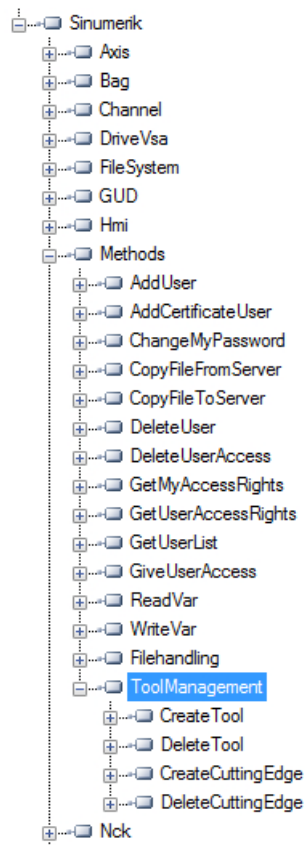 Sinumerik
Axis
Bag
Channel
DriveVsa
FileSystem
GUD
Hmi
Methods
AddUser
AddCertificateUser
ChangeMyPassword
CopyFileFromServer
CopyFileToServer
DeleteUser
DeleteUserAccess
GetMyAccessRights
GetUserAccessRights
GetUserList
GiveUserAccess
ReadVar
WriteVar
Filehandling
ToolManagement
CreateTool
DeleteTool
CreateCuttingEdge
DeleteCuttingEdge
Nck